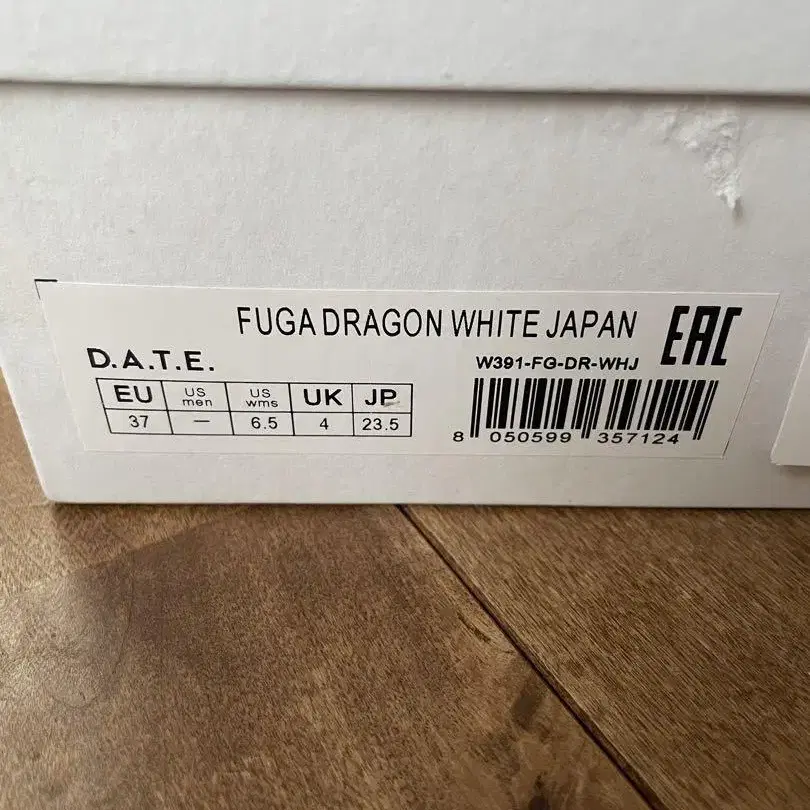 FUGA DRAGON WHITE JAPAN
EAC
D.A.T.E.
W391-FG-DR-WHJ
EU US men US wms UK JP
37 — 6.5 4 23.5
8 050599 357124